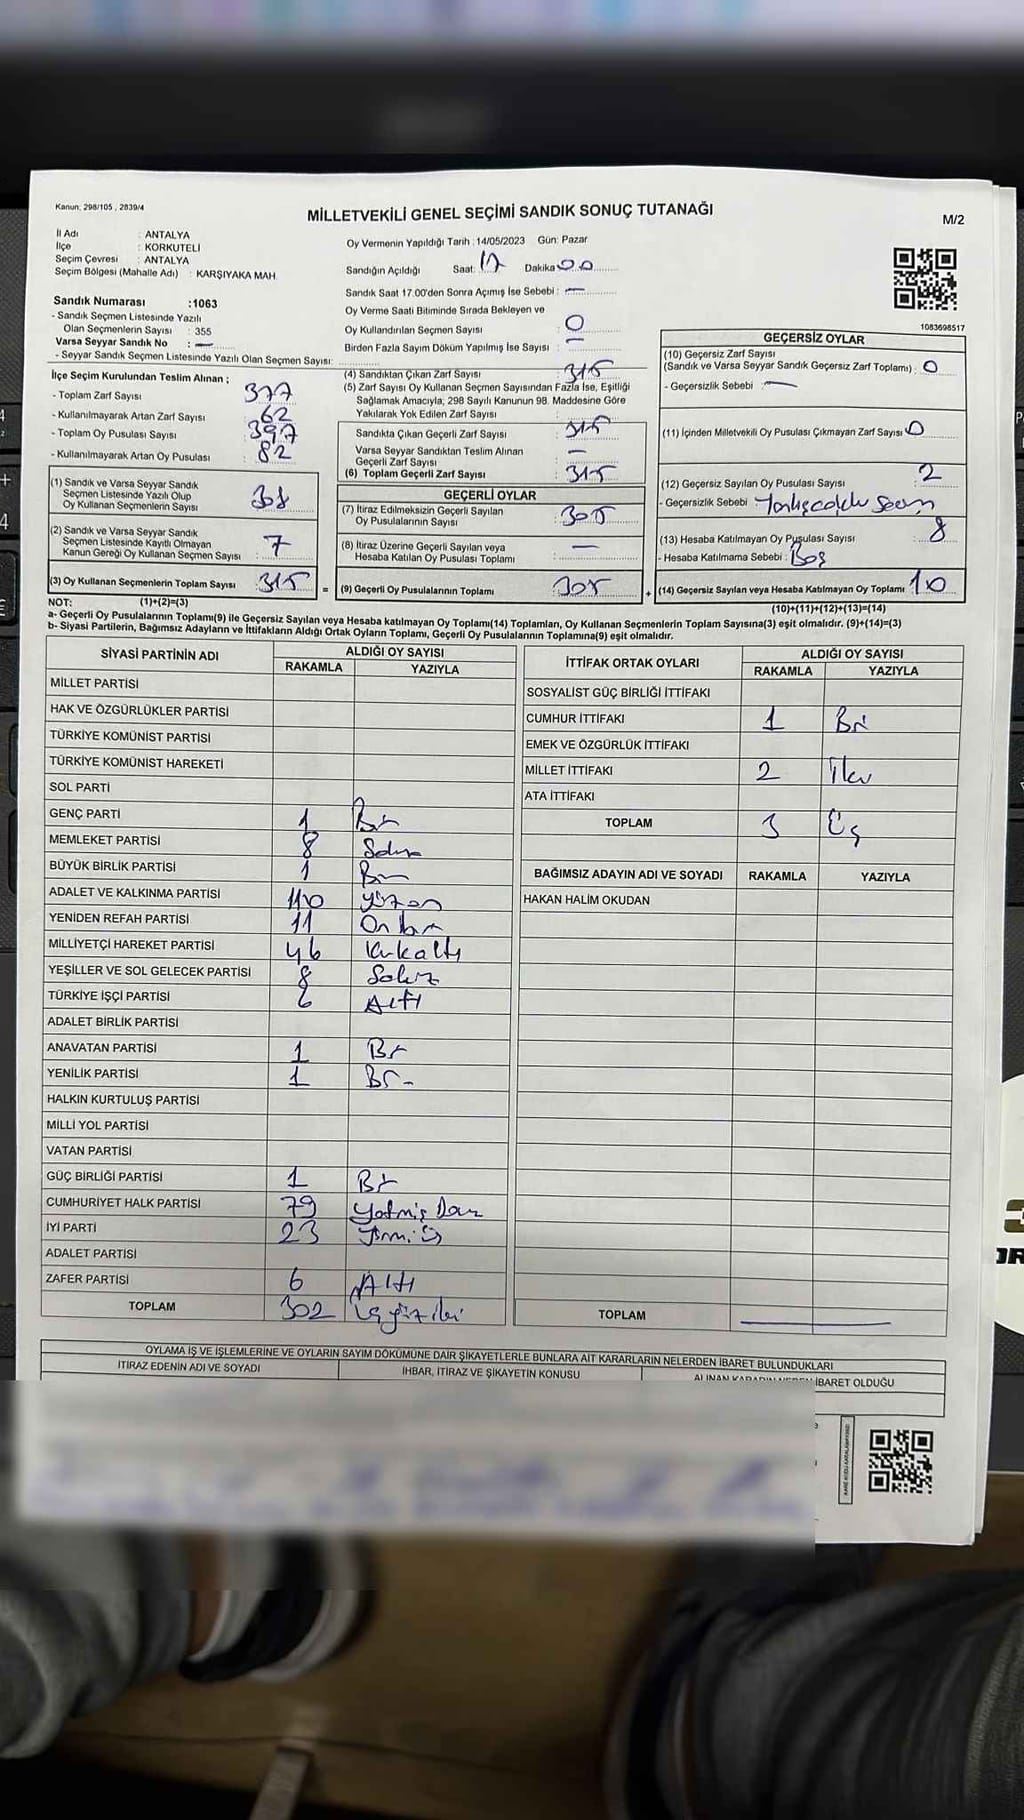 Kanun: 298/105 , 2839/4
MİLLETVEKİLİ GENEL SEÇİMİ SANDIK SONUÇ TUTANAĞI
M/2
İl Adı : ANTALYA
İlçe : KORKUTELİ
Seçim Çevresi : ANTALYA
Seçim Bölgesi (Mahalle Adı) : KARŞIYAKA MAH.
Oy Vermenin Yapıldığı Tarih : 14/05/2023 Gün: Pazar
Sandığın Açıldığı Saat: 17 Dakika 00
Sandık Saat 17.00'den Sonra Açımış İse Sebebi : —
Oy Verme Saati Bitiminde Sırada Bekleyen ve
Oy Kullandırılan Seçmen Sayısı : 0
Birden Fazla Sayım Döküm Yapılmış İse Sayısı : —
Sandık Numarası :1063
- Sandık Seçmen Listesinde Yazılı
Olan Seçmenlerin Sayısı : 355
Varsa Seyyar Sandık No : —
- Seyyar Sandık Seçmen Listesinde Yazılı Olan Seçmen Sayısı:
1083698517
İlçe Seçim Kurulundan Teslim Alınan ;
- Toplam Zarf Sayısı : 377
- Kullanılmayarak Artan Zarf Sayısı : 62
- Toplam Oy Pusulası Sayısı : 397
- Kullanılmayarak Artan Oy Pusulası : 82
(1) Sandık ve Varsa Seyyar Sandık
Seçmen Listesinde Yazılı Olup
Oy Kullanan Seçmenlerin Sayısı : 308
(2) Sandık ve Varsa Seyyar Sandık
Seçmen Listesinde Kayıtlı Olmayan
Kanun Gereği Oy Kullanan Seçmen Sayısı : 7
(3) Oy Kullanan Seçmenlerin Toplam Sayısı : 315 =
(1)+(2)=(3)
(4) Sandıktan Çıkan Zarf Sayısı : 315
(5) Zarf Sayısı Oy Kullanan Seçmen Sayısından Fazla İse, Eşitliği
Sağlamak Amacıyla, 298 Sayılı Kanunun 98. Maddesine Göre
Yakılarak Yok Edilen Zarf Sayısı :
Sandıkta Çıkan Geçerli Zarf Sayısı : 315
Varsa Seyyar Sandıktan Teslim Alınan
Geçerli Zarf Sayısı : —
(6) Toplam Geçerli Zarf Sayısı : 315
GEÇERLİ OYLAR
(7) İtiraz Edilmeksizin Geçerli Sayılan
Oy Pusulalarının Sayısı : 305
(8) İtiraz Üzerine Geçerli Sayılan veya
Hesaba Katılan Oy Pusulası Toplamı : —
(9) Geçerli Oy Pusulalarının Toplamı : 305 +
GEÇERSİZ OYLAR
(10) Geçersiz Zarf Sayısı
(Sandık ve Varsa Seyyar Sandık Geçersiz Zarf Toplamı) : 0
- Geçersizlik Sebebi : —
(11) İçinden Milletvekili Oy Pusulası Çıkmayan Zarf Sayısı : 0
(12) Geçersiz Sayılan Oy Pusulası Sayısı : 2
- Geçersizlik Sebebi :
(13) Hesaba Katılmayan Oy Pusulası Sayısı : 8
- Hesaba Katılmama Sebebi : Boş
(14) Geçersiz Sayılan veya Hesaba Katılmayan Oy Toplamı 10
(10)+(11)+(12)+(13)=(14)
NOT:
a- Geçerli Oy Pusulalarının Toplamı(9) ile Geçersiz Sayılan veya Hesaba katılmayan Oy Toplamı(14) Toplamları, Oy Kullanan Seçmenlerin Toplam Sayısına(3) eşit olmalıdır. (9)+(14)=(3)
b- Siyasi Partilerin, Bağımsız Adayların ve İttifakların Aldığı Ortak Oyların Toplamı, Geçerli Oy Pusulalarının Toplamına(9) eşit olmalıdır.
SİYASİ PARTİNİN ADI ALDIĞI OY SAYISI
RAKAMLA YAZIYLA
MİLLET PARTİSİ
HAK VE ÖZGÜRLÜKLER PARTİSİ
TÜRKİYE KOMÜNİST PARTİSİ
TÜRKİYE KOMÜNİST HAREKETİ
SOL PARTİ
GENÇ PARTİ 1 Bir
MEMLEKET PARTİSİ 8 Sekiz
BÜYÜK BİRLİK PARTİSİ 1 Bir
ADALET VE KALKINMA PARTİSİ 110 yüzon
YENİDEN REFAH PARTİSİ 11 Onbir
MİLLİYETÇİ HAREKET PARTİSİ 46 Kırkaltı
YEŞİLLER VE SOL GELECEK PARTİSİ 8 Sekiz
TÜRKİYE İŞÇİ PARTİSİ 6 Altı
ADALET BİRLİK PARTİSİ
ANAVATAN PARTİSİ 1 Bir
YENİLİK PARTİSİ 1 Bir
HALKIN KURTULUŞ PARTİSİ
MİLLİ YOL PARTİSİ
VATAN PARTİSİ
GÜÇ BİRLİĞİ PARTİSİ 1 Bir
CUMHURİYET HALK PARTİSİ 79 Yetmiş Dokuz
İYİ PARTİ 23 Yirmiüç
ADALET PARTİSİ
ZAFER PARTİSİ 6 Altı
TOPLAM 302 Üçyüz iki
İTTİFAK ORTAK OYLARI ALDIĞI OY SAYISI
RAKAMLA YAZIYLA
SOSYALİST GÜÇ BİRLİĞİ İTTİFAKI
CUMHUR İTTİFAKI 1 Bir
EMEK VE ÖZGÜRLÜK İTTİFAKI
MİLLET İTTİFAKI 2 İki
ATA İTTİFAKI
TOPLAM 3 Üç
BAĞIMSIZ ADAYIN ADI VE SOYADI RAKAMLA YAZIYLA
HAKAN HALİM OKUDAN
TOPLAM
OYLAMA İŞ VE İŞLEMLERİNE VE OYLARIN SAYIM DÖKÜMÜNE DAİR ŞİKAYETLERLE BUNLARA AİT KARARLARIN NELERDEN İBARET BULUNDUKLARI
İTİRAZ EDENİN ADI VE SOYADI İHBAR, İTİRAZ VE ŞİKAYETİN KONUSU ALINAN KARARIN NEDEN İBARET OLDUĞU